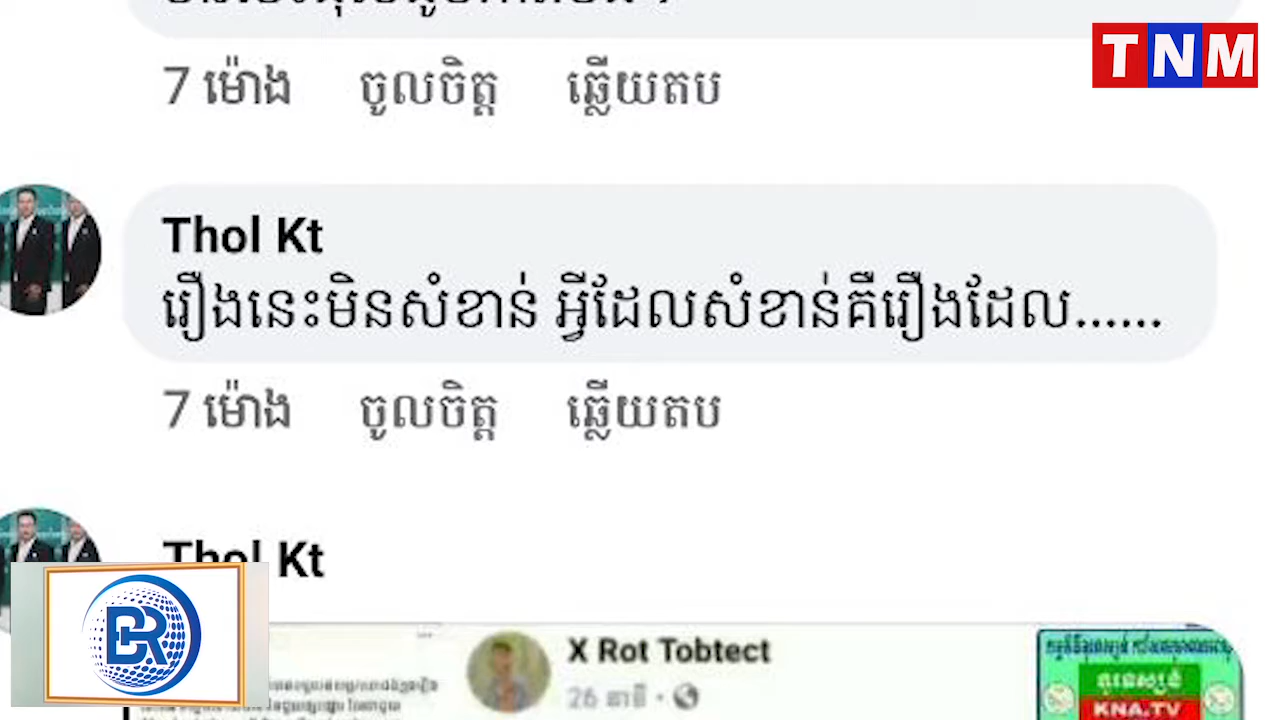 TNM
7 ម៉ោង ចូលចិត្ត ឆ្លើយតប
Thol Kt
រឿងនេះមិនសំខាន់ អ្វីដែលសំខាន់គឺរឿងដែល......
7 ម៉ោង ចូលចិត្ត ឆ្លើយតប
Thol Kt
X Rot Tobtect
26 នាទី
KNA.TV